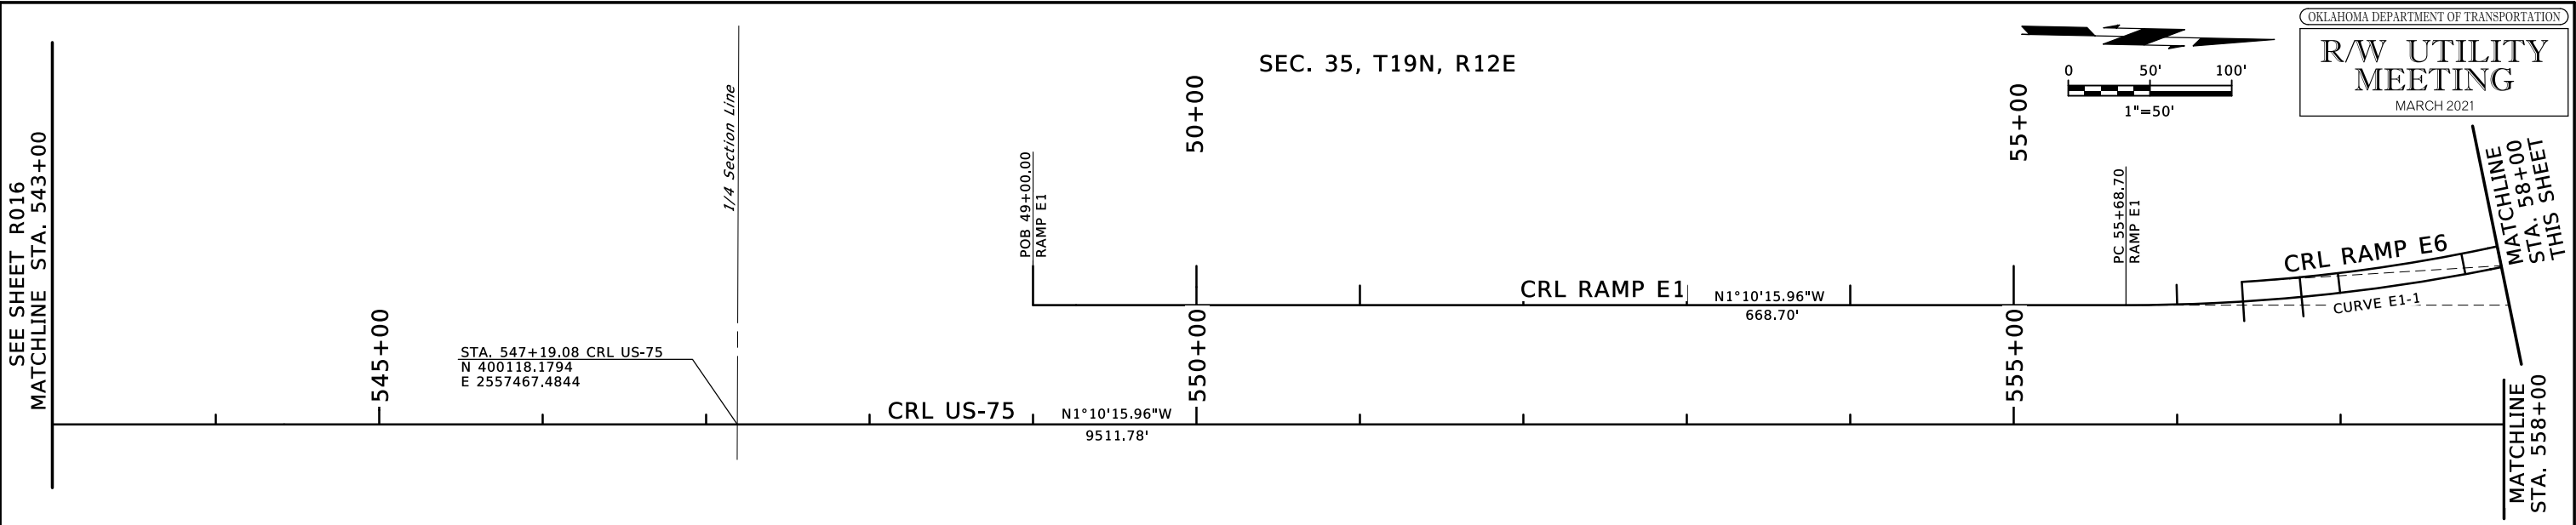 OKLAHOMA DEPARTMENT OF TRANSPORTATION
R/W UTILITY
MEETING
MARCH 2021
SEC. 35, T19N, R12E
0 50' 100'
1"=50'
SEE SHEET R016
MATCHLINE STA. 543+00
1/4 Section Line
POB 49+00.00
RAMP E1
50+00
55+00
PC 55+68.70
RAMP E1
MATCHLINE
STA. 58+00
THIS SHEET
CRL RAMP E6
CRL RAMP E1
N1°10'15.96"W
668.70'
CURVE E1-1
545+00
STA. 547+19.08 CRL US-75
N 400118.1794
E 2557467.4844
550+00
555+00
CRL US-75
N1°10'15.96"W
9511.78'
MATCHLINE
STA. 558+00